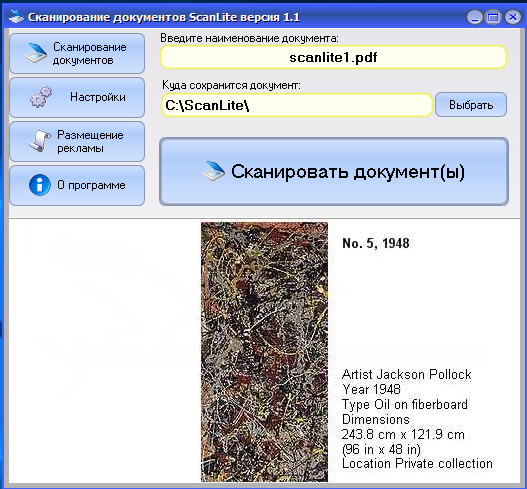 Сканирование документов ScanLite версия 1.1
Сканирование
документов
Настройки
Размещение
рекламы
О программе
Введите наименование документа:
scanlite1.pdf
Куда сохранится документ:
C:\ScanLite\
Выбрать
Сканировать документ(ы)
No. 5, 1948
Artist Jackson Pollock
Year 1948
Type Oil on fiberboard
Dimensions
243.8 cm x 121.9 cm
(96 in x 48 in)
Location Private collection